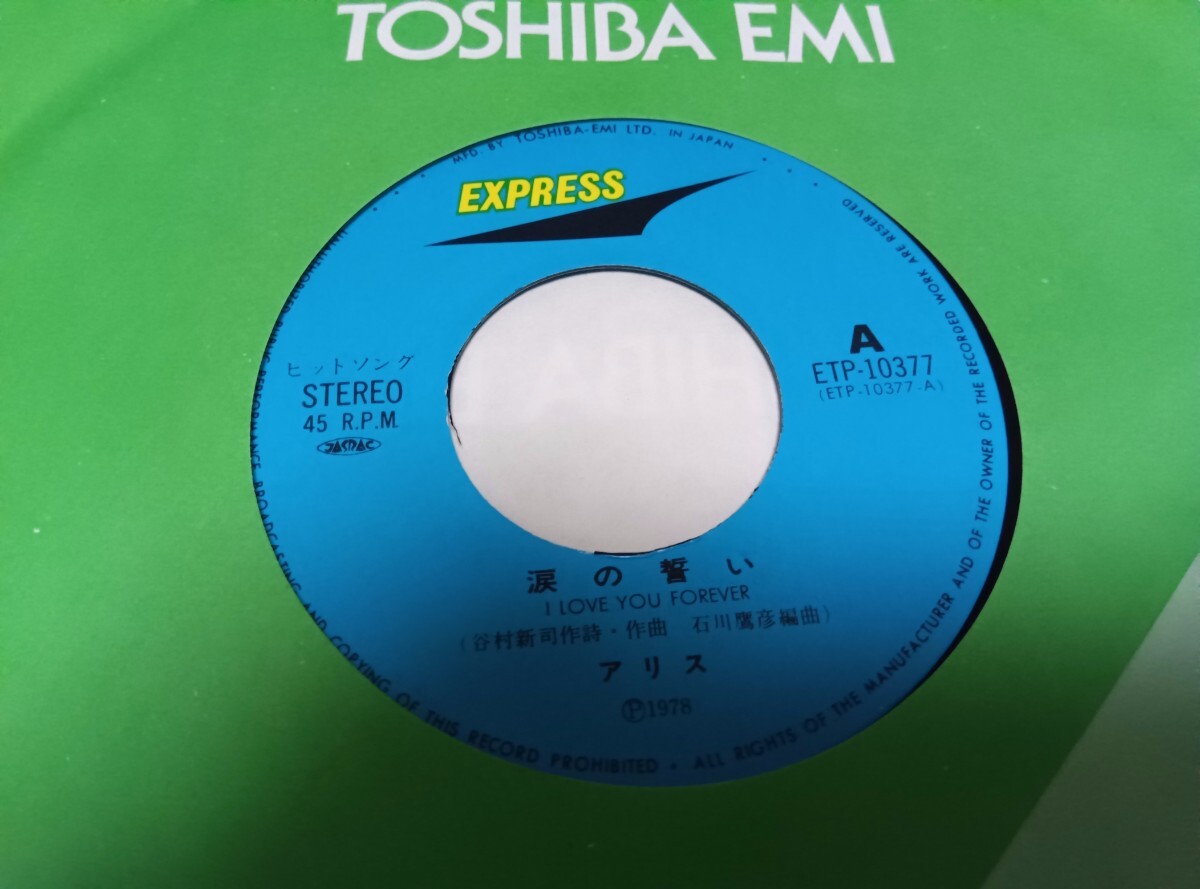 TOSHIBA EMI
MFD. BY TOSHIBA-EMI LTD. IN JAPAN
EXPRESS
ヒットソング
STEREO
45 R.P.M.
JASRAC
A
ETP-10377
(ETP-10377-A)
涙の誓い
I LOVE YOU FOREVER
(谷村新司作詩・作曲 石川鷹彦編曲)
アリス
Ⓟ1978
BROADCASTING AND COPYING OF THIS RECORD PROHIBITED • ALL RIGHTS OF THE MANUFACTURER AND OF THE OWNER OF THE RECORDED WORK ARE RESERVED